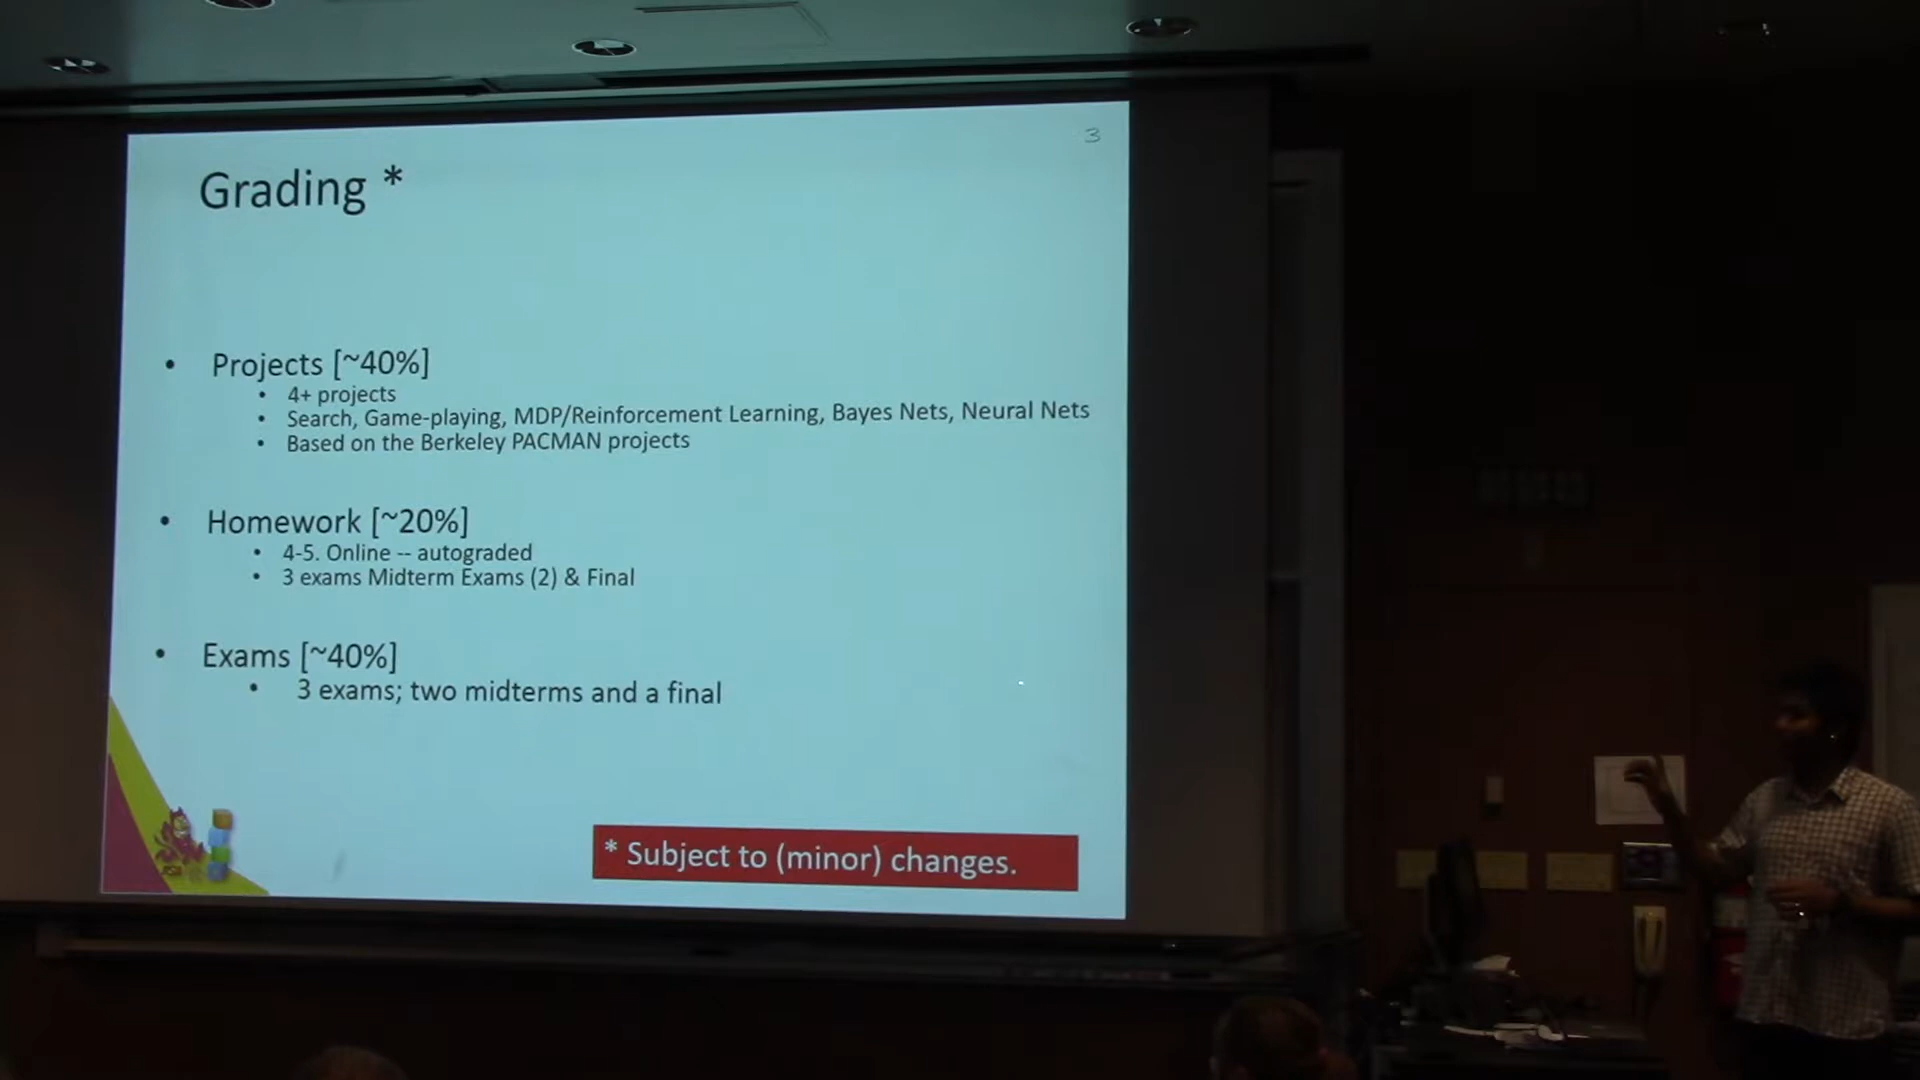 3
Grading *
• Projects [~40%]
• 4+ projects
• Search, Game-playing, MDP/Reinforcement Learning, Bayes Nets, Neural Nets
• Based on the Berkeley PACMAN projects
• Homework [~20%]
• 4-5. Online -- autograded
• 3 exams Midterm Exams (2) & Final
• Exams [~40%]
• 3 exams; two midterms and a final
* Subject to (minor) changes.